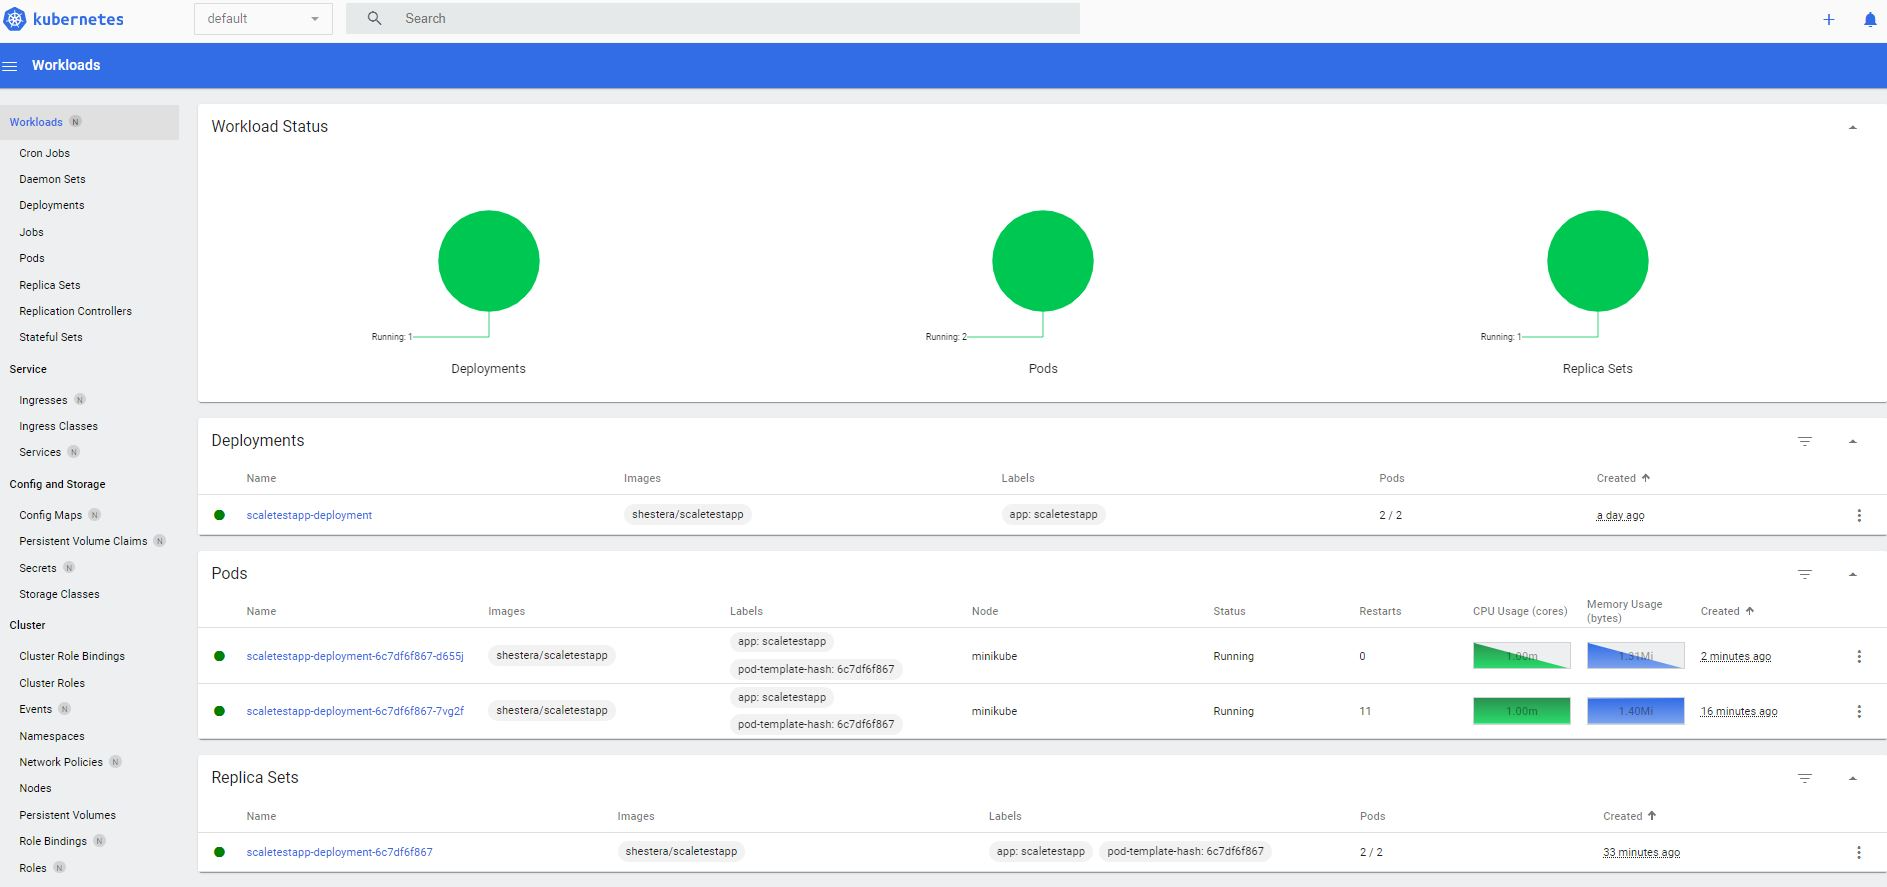 kubernetes
default
Search
Workloads
Workloads N
Cron Jobs
Daemon Sets
Deployments
Jobs
Pods
Replica Sets
Replication Controllers
Stateful Sets
Service
Ingresses N
Ingress Classes
Services N
Config and Storage
Config Maps N
Persistent Volume Claims N
Secrets N
Storage Classes
Cluster
Cluster Role Bindings
Cluster Roles
Events N
Namespaces
Network Policies N
Nodes
Persistent Volumes
Role Bindings N
Roles N
Workload Status
Running: 1
Deployments
Running: 2
Pods
Running: 1
Replica Sets
Deployments
Name Images Labels Pods Created
scaletestapp-deployment shestera/scaletestapp app: scaletestapp 2 / 2 a day ago
Pods
Name Images Labels Node Status Restarts CPU Usage (cores) Memory Usage (bytes) Created
scaletestapp-deployment-6c7df6f867-d655j shestera/scaletestapp app: scaletestapp pod-template-hash: 6c7df6f867 minikube Running 0 1.00m 1.31Mi 2 minutes ago
scaletestapp-deployment-6c7df6f867-7vg2f shestera/scaletestapp app: scaletestapp pod-template-hash: 6c7df6f867 minikube Running 11 1.00m 1.40Mi 16 minutes ago
Replica Sets
Name Images Labels Pods Created
scaletestapp-deployment-6c7df6f867 shestera/scaletestapp app: scaletestapp pod-template-hash: 6c7df6f867 2 / 2 33 minutes ago